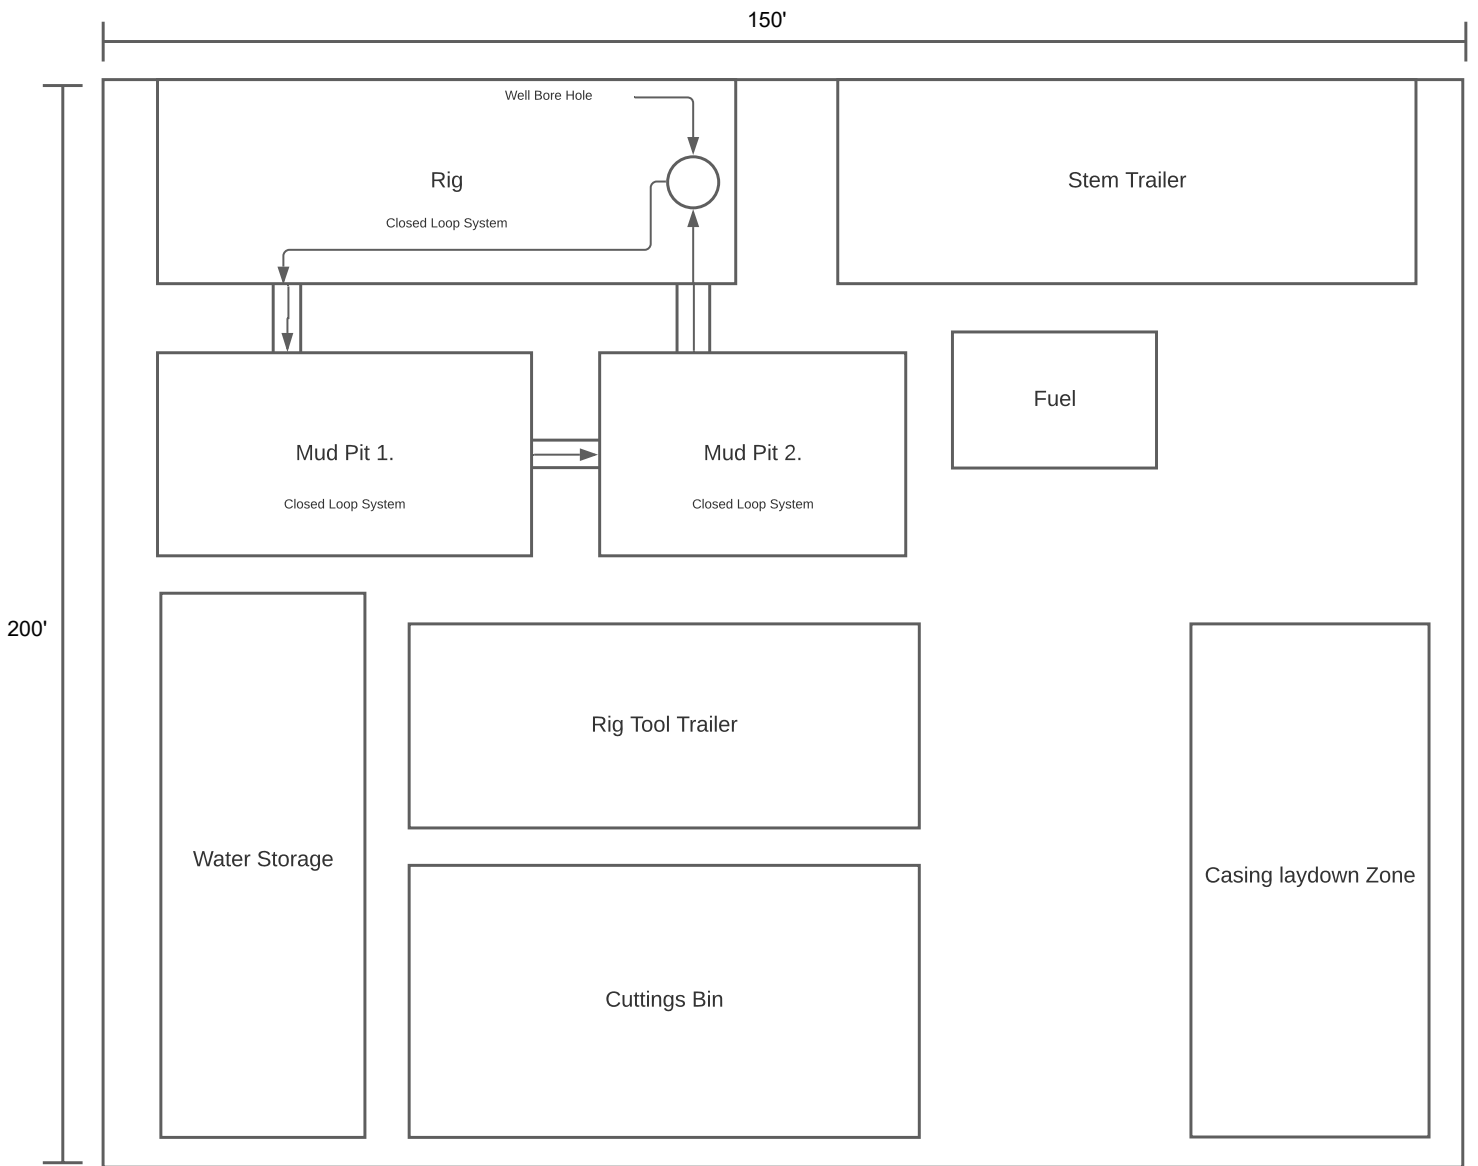 150'
Well Bore Hole
Rig
Stem Trailer
Closed Loop System
Fuel
Mud Pit 1.
Mud Pit 2.
Closed Loop System
Closed Loop System
200'
Rig Tool Trailer
Water Storage
Casing laydown Zone
Cuttings Bin